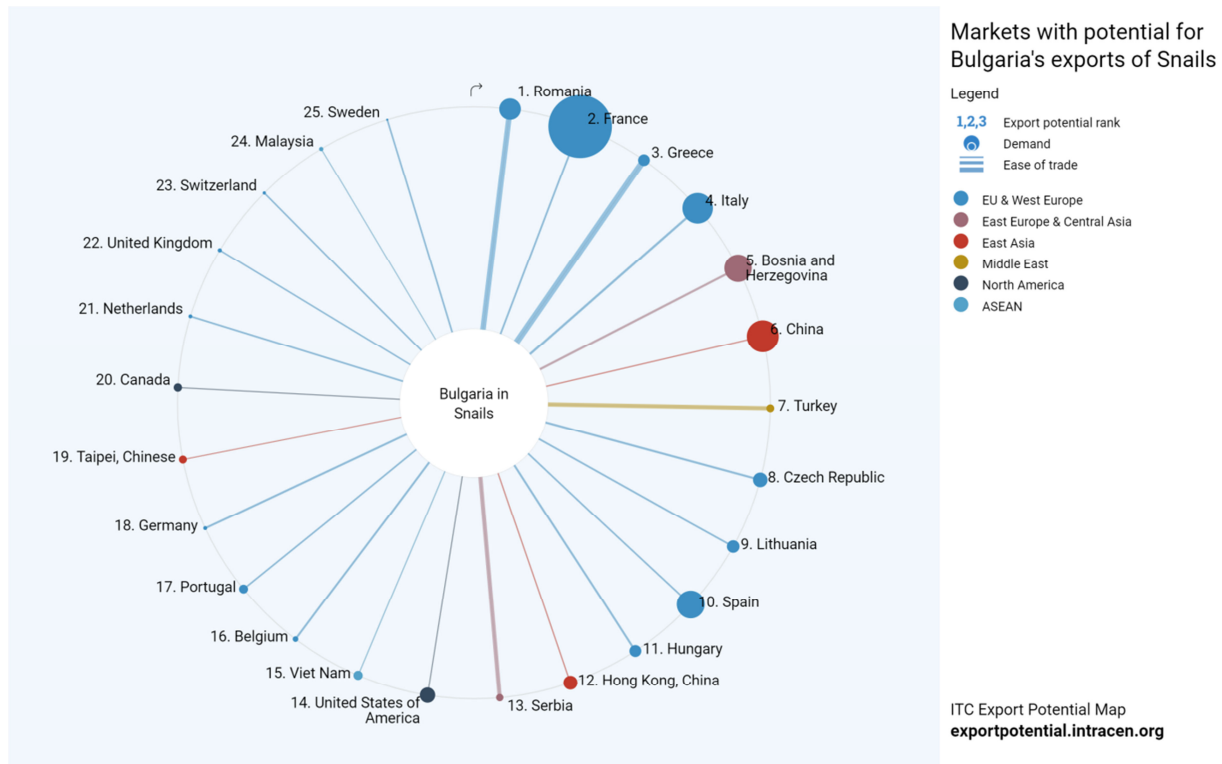 Markets with potential for
Bulgaria's exports of Snails
Legend
1,2,3 Export potential rank
Demand
Ease of trade
EU & West Europe
East Europe & Central Asia
East Asia
Middle East
North America
ASEAN
Bulgaria in
Snails
1. Romania
2. France
3. Greece
4. Italy
5. Bosnia and
Herzegovina
6. China
7. Turkey
8. Czech Republic
9. Lithuania
10. Spain
11. Hungary
12. Hong Kong, China
13. Serbia
14. United States of
America
15. Viet Nam
16. Belgium
17. Portugal
18. Germany
19. Taipei, Chinese
20. Canada
21. Netherlands
22. United Kingdom
23. Switzerland
24. Malaysia
25. Sweden
ITC Export Potential Map
exportpotential.intracen.org